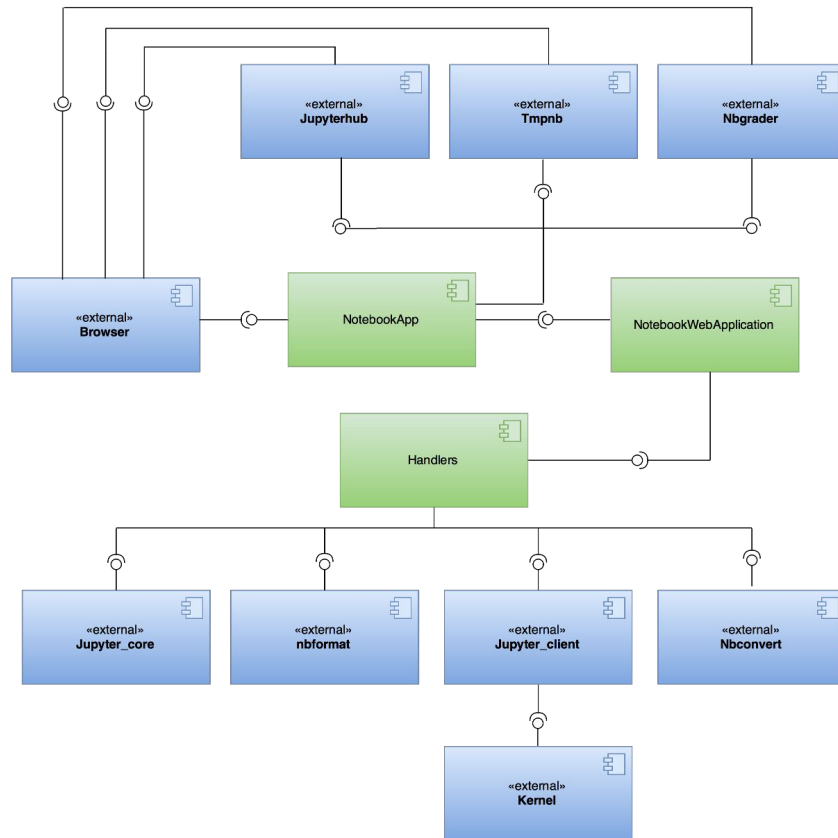 «external»
Jupyterhub
«external»
Tmpnb
«external»
Nbgrader
«external»
Browser
NotebookApp
NotebookWebApplication
Handlers
«external»
Jupyter_core
«external»
nbformat
«external»
Jupyter_client
«external»
Nbconvert
«external»
Kernel